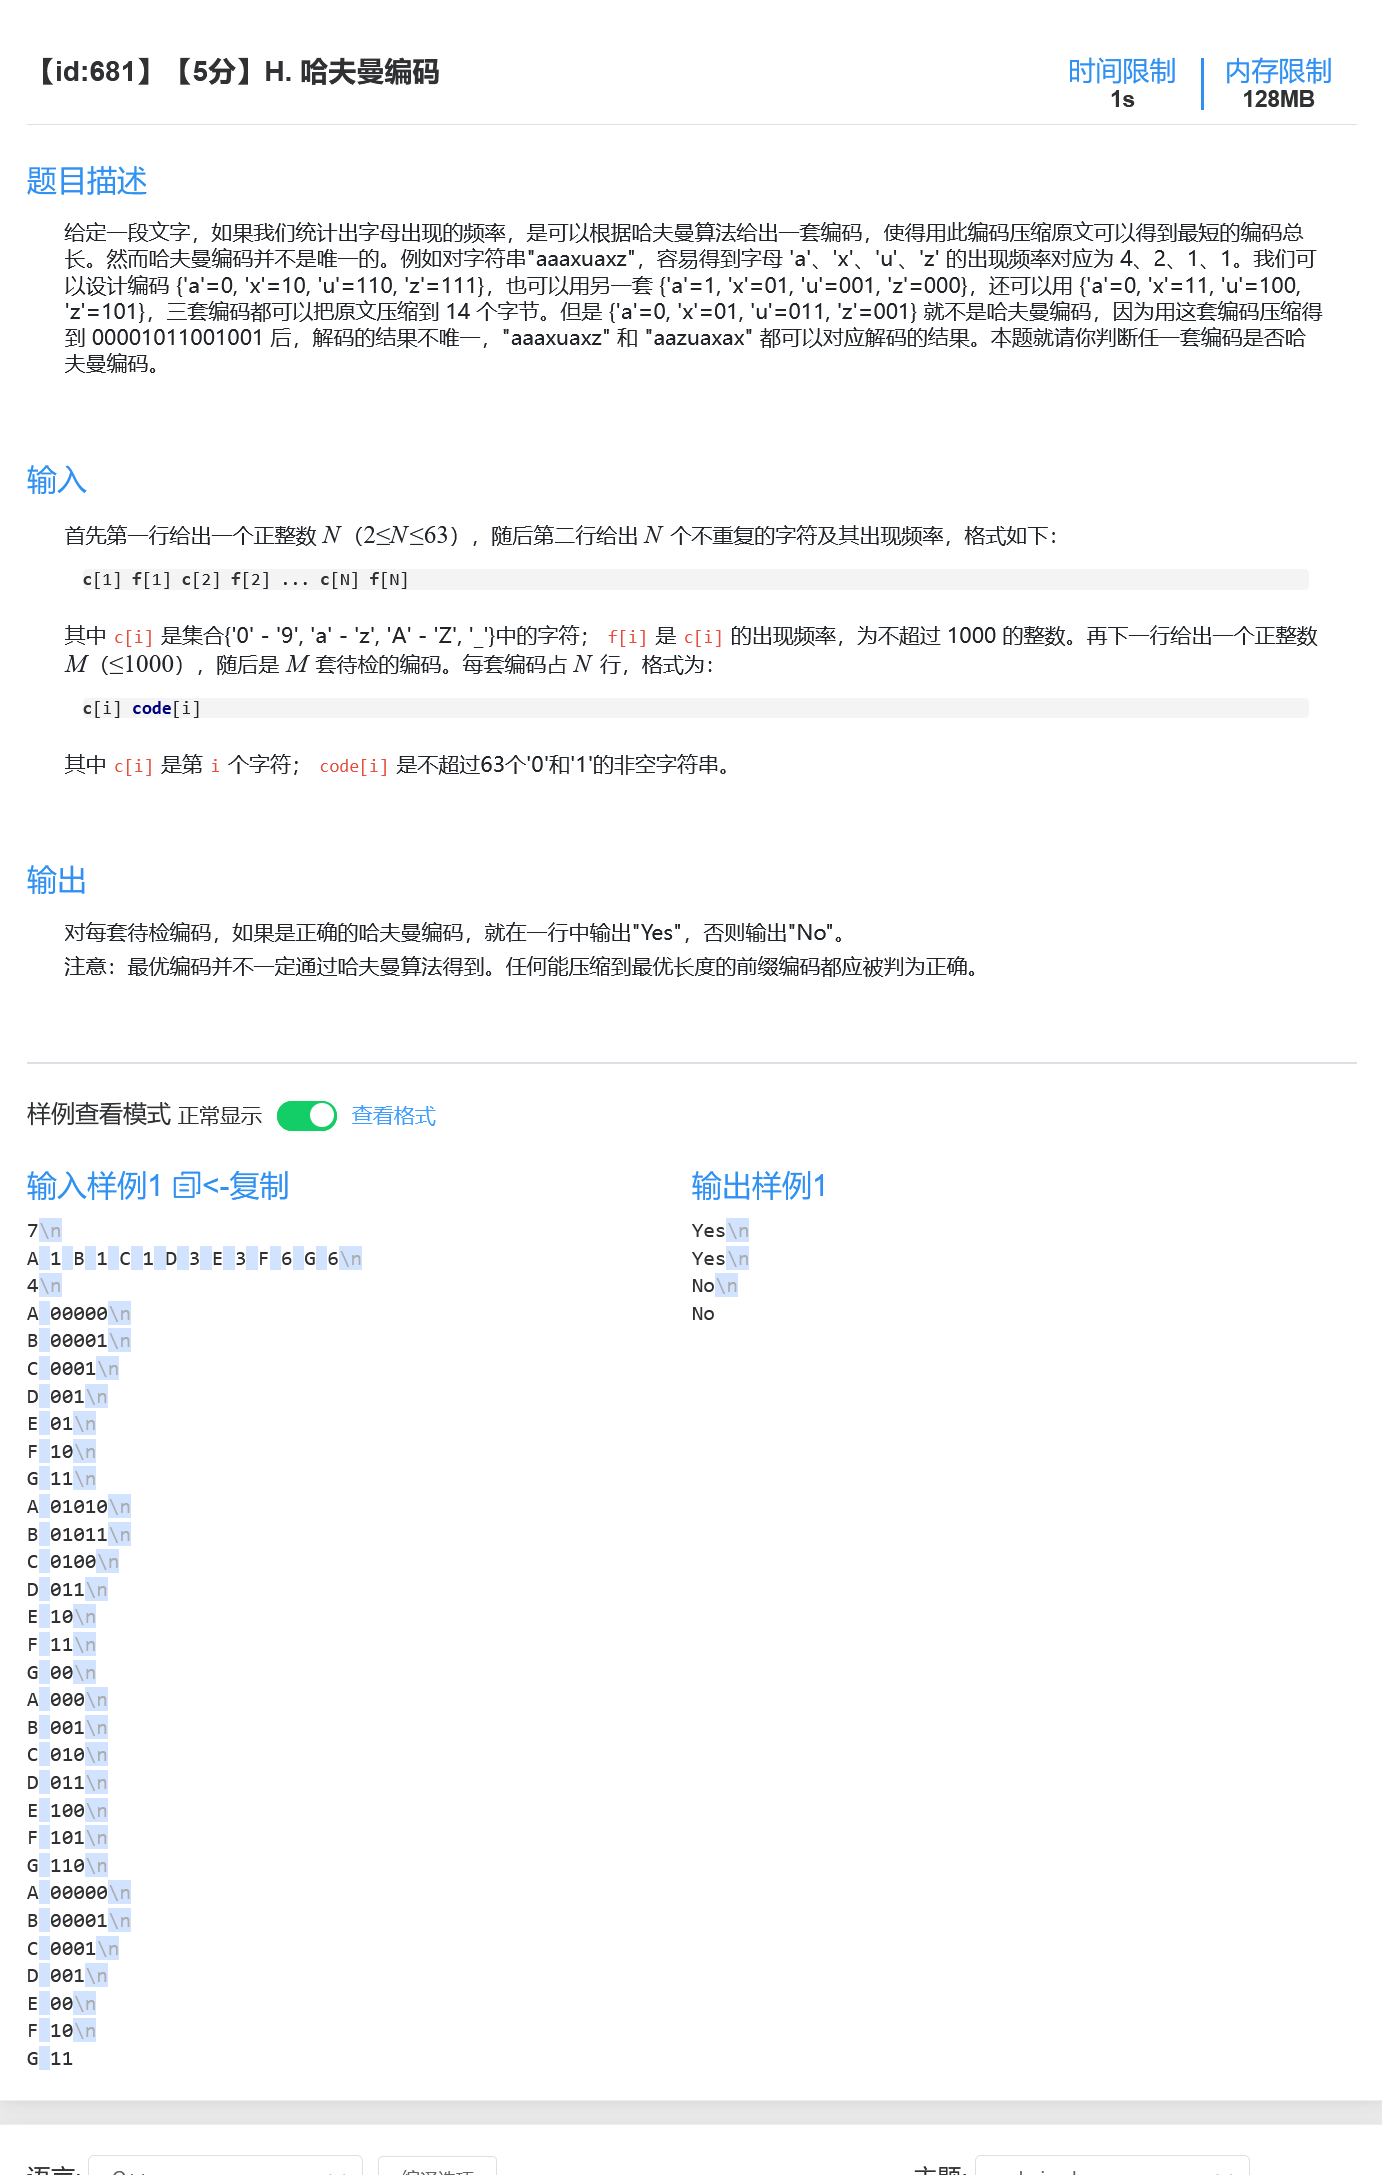 【id:681】【5分】H. 哈夫曼编码
时间限制
1s
内存限制
128MB
题目描述
给定一段文字，如果我们统计出字母出现的频率，是可以根据哈夫曼算法给出一套编码，使得用此编码压缩原文可以得到最短的编码总
长。然而哈夫曼编码并不是唯一的。例如对字符串"aaaxuaxz"，容易得到字母 'a'、'x'、'u'、'z' 的出现频率对应为 4、2、1、1。我们可
以设计编码 {'a'=0, 'x'=10, 'u'=110, 'z'=111}，也可以用另一套 {'a'=1, 'x'=01, 'u'=001, 'z'=000}，还可以用 {'a'=0, 'x'=11, 'u'=100,
'z'=101}，三套编码都可以把原文压缩到 14 个字节。但是 {'a'=0, 'x'=01, 'u'=011, 'z'=001} 就不是哈夫曼编码，因为用这套编码压缩得
到 00001011001001 后，解码的结果不唯一，"aaaxuaxz" 和 "aazuaxax" 都可以对应解码的结果。本题就请你判断任一套编码是否哈
夫曼编码。
输入
首先第一行给出一个正整数 N（2≤N≤63），随后第二行给出 N 个不重复的字符及其出现频率，格式如下：
c[1] f[1] c[2] f[2] ... c[N] f[N]
其中 c[i] 是集合{'0' - '9', 'a' - 'z', 'A' - 'Z', '_'}中的字符； f[i] 是 c[i] 的出现频率，为不超过 1000 的整数。再下一行给出一个正整数
M（≤1000），随后是 M 套待检的编码。每套编码占 N 行，格式为：
c[i] code[i]
其中 c[i] 是第 i 个字符； code[i] 是不超过63个'0'和'1'的非空字符串。
输出
对每套待检编码，如果是正确的哈夫曼编码，就在一行中输出"Yes"，否则输出"No"。
注意：最优编码并不一定通过哈夫曼算法得到。任何能压缩到最优长度的前缀编码都应被判为正确。
样例查看模式 正常显示 查看格式
输入样例1 <-复制
7\n
A 1 B 1 C 1 D 3 E 3 F 6 G 6\n
4\n
A 00000\n
B 00001\n
C 0001\n
D 001\n
E 01\n
F 10\n
G 11\n
A 01010\n
B 01011\n
C 0100\n
D 011\n
E 10\n
F 11\n
G 00\n
A 000\n
B 001\n
C 010\n
D 011\n
E 100\n
F 101\n
G 110\n
A 00000\n
B 00001\n
C 0001\n
D 001\n
E 00\n
F 10\n
G 11
输出样例1
Yes\n
Yes\n
No\n
No